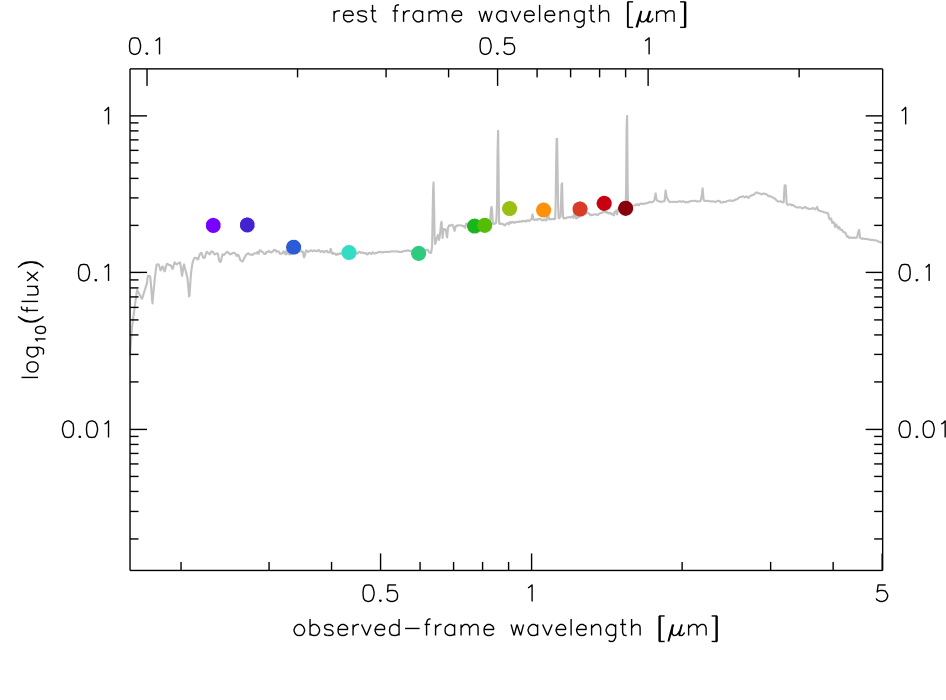 rest frame wavelength [μm]
0.1 0.5 1
1 1
0.1 0.1
0.01 0.01
log10(flux)
0.5 1 5
observed-frame wavelength [μm]